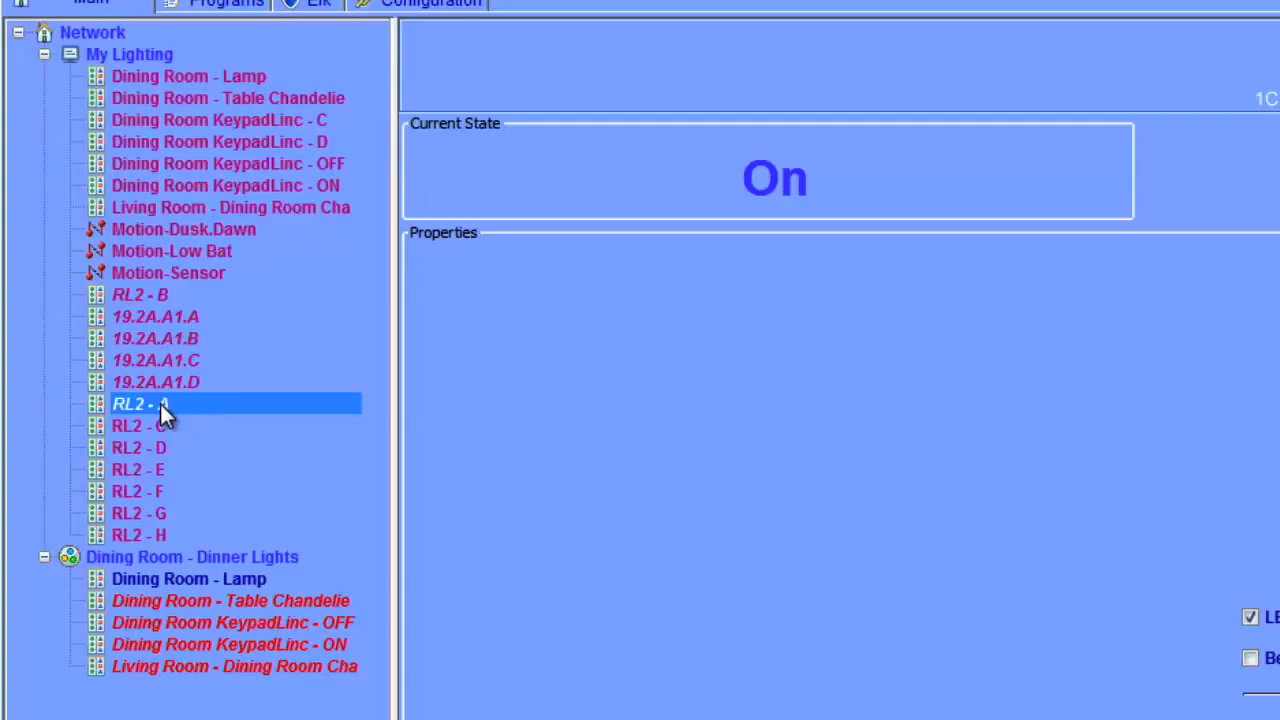 Main Programs Elk Configuration
Network
My Lighting
Dining Room - Lamp
Dining Room - Table Chandelie
Dining Room KeypadLinc - C
Dining Room KeypadLinc - D
Dining Room KeypadLinc - OFF
Dining Room KeypadLinc - ON
Living Room - Dining Room Cha
Motion-Dusk.Dawn
Motion-Low Bat
Motion-Sensor
RL2 - B
19.2A.A1.A
19.2A.A1.B
19.2A.A1.C
19.2A.A1.D
RL2 - A
RL2 - C
RL2 - D
RL2 - E
RL2 - F
RL2 - G
RL2 - H
Dining Room - Dinner Lights
Dining Room - Lamp
Dining Room - Table Chandelie
Dining Room KeypadLinc - OFF
Dining Room KeypadLinc - ON
Living Room - Dining Room Cha
1C
Current State
On
Properties
LE
Be